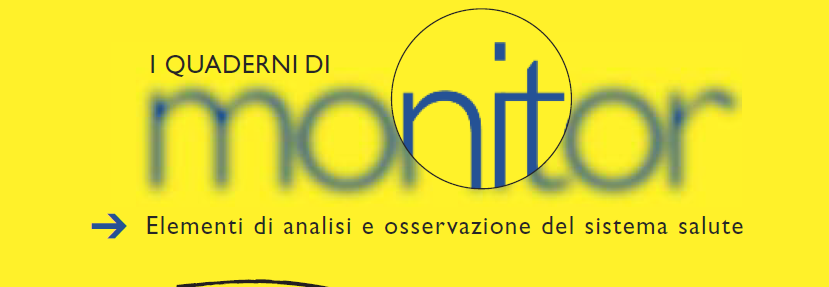 I QUADERNI DI
monitor
Elementi di analisi e osservazione del sistema salute